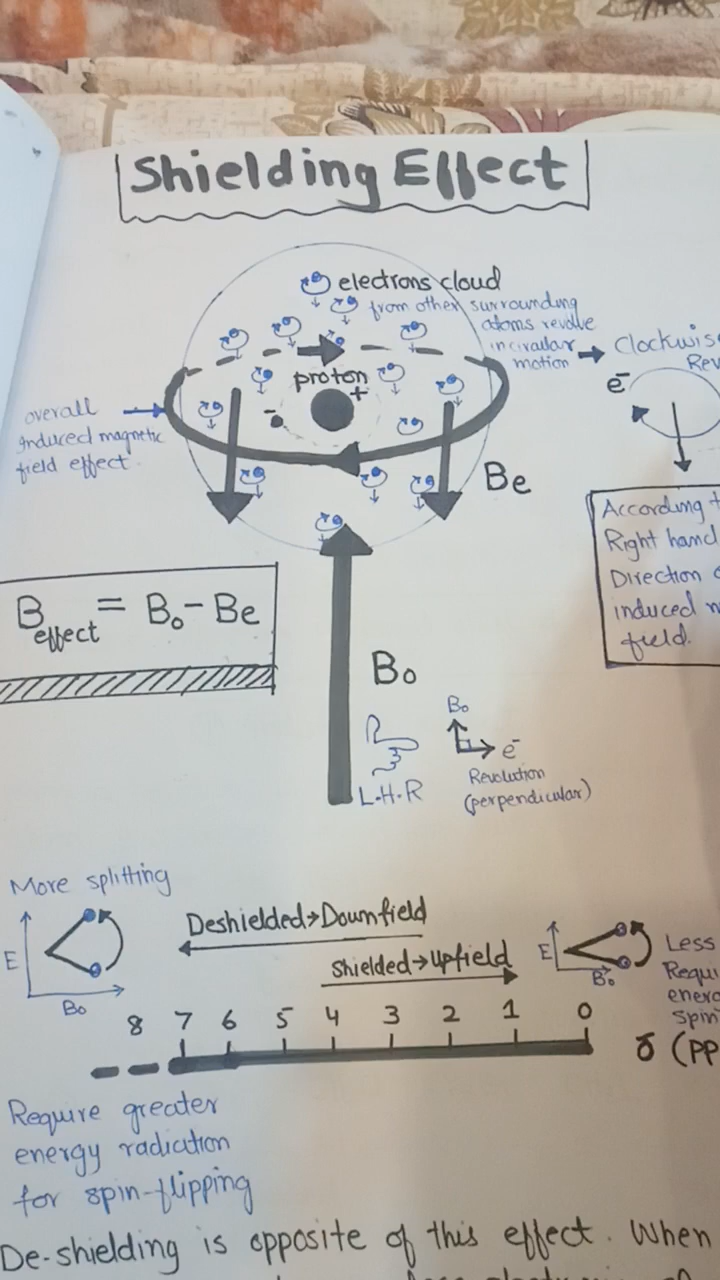 Shielding Effect
electrons cloud
from other surrounding
atoms revolve
in circular
motion → Clockwis
Rev
e⁻
proton
+
-
overall
induced magnetic
field effect.
Be
According t
Right hand
Direction o
induced m
field.
Beffect = B₀ - Be
B₀
L.H.R
B₀
e⁻
Revolution
(perpendicular)
More splitting
E
B₀
Deshielded→Downfield
Shielded→Upfield
E
B₀
Less
Requi
energ
spin
8 7 6 5 4 3 2 1 0
δ (PP
Require greater
energy radiation
for spin-flipping
De-shielding is opposite of this effect. When